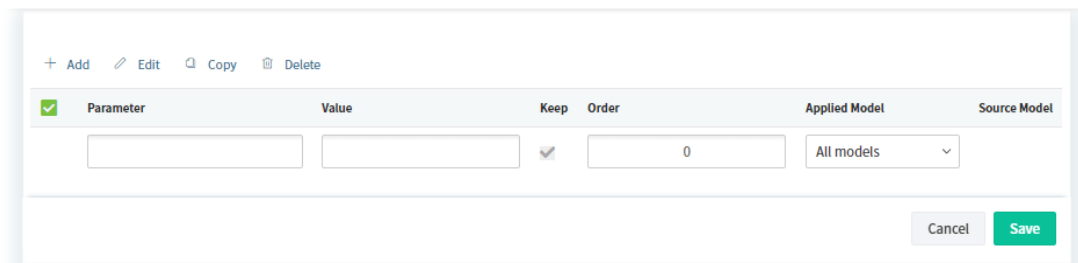 Add Edit Copy Delete
Parameter Value Keep Order Applied Model Source Model
0 All models
Cancel Save